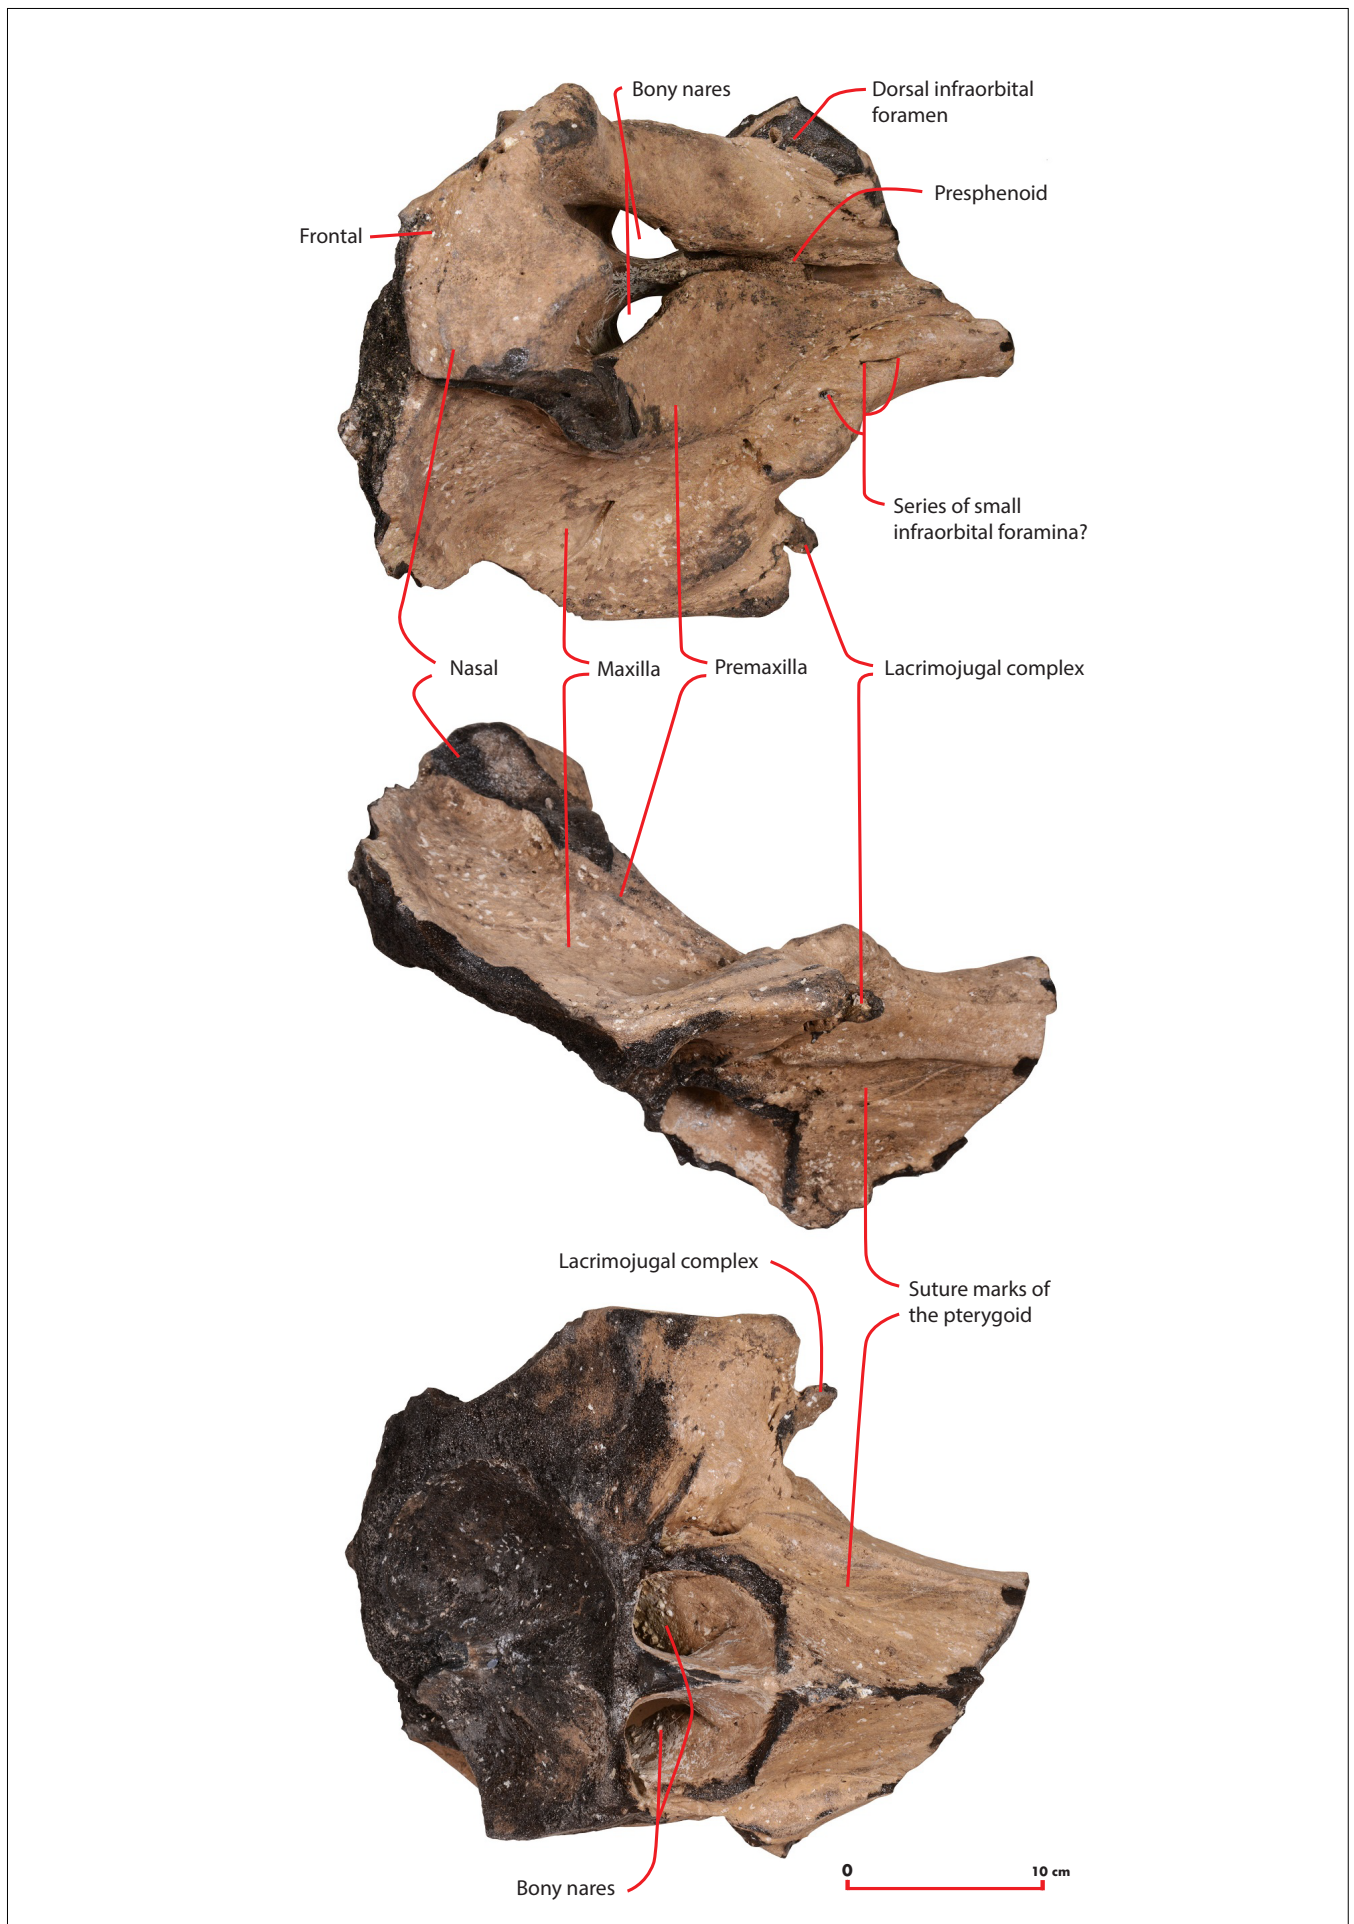 Bony nares
Dorsal infraorbital
foramen
Presphenoid
Frontal
Series of small
infraorbital foramina?
Nasal
Maxilla
Premaxilla
Lacrimojugal complex
Lacrimojugal complex
Suture marks of
the pterygoid
Bony nares
0 10 cm